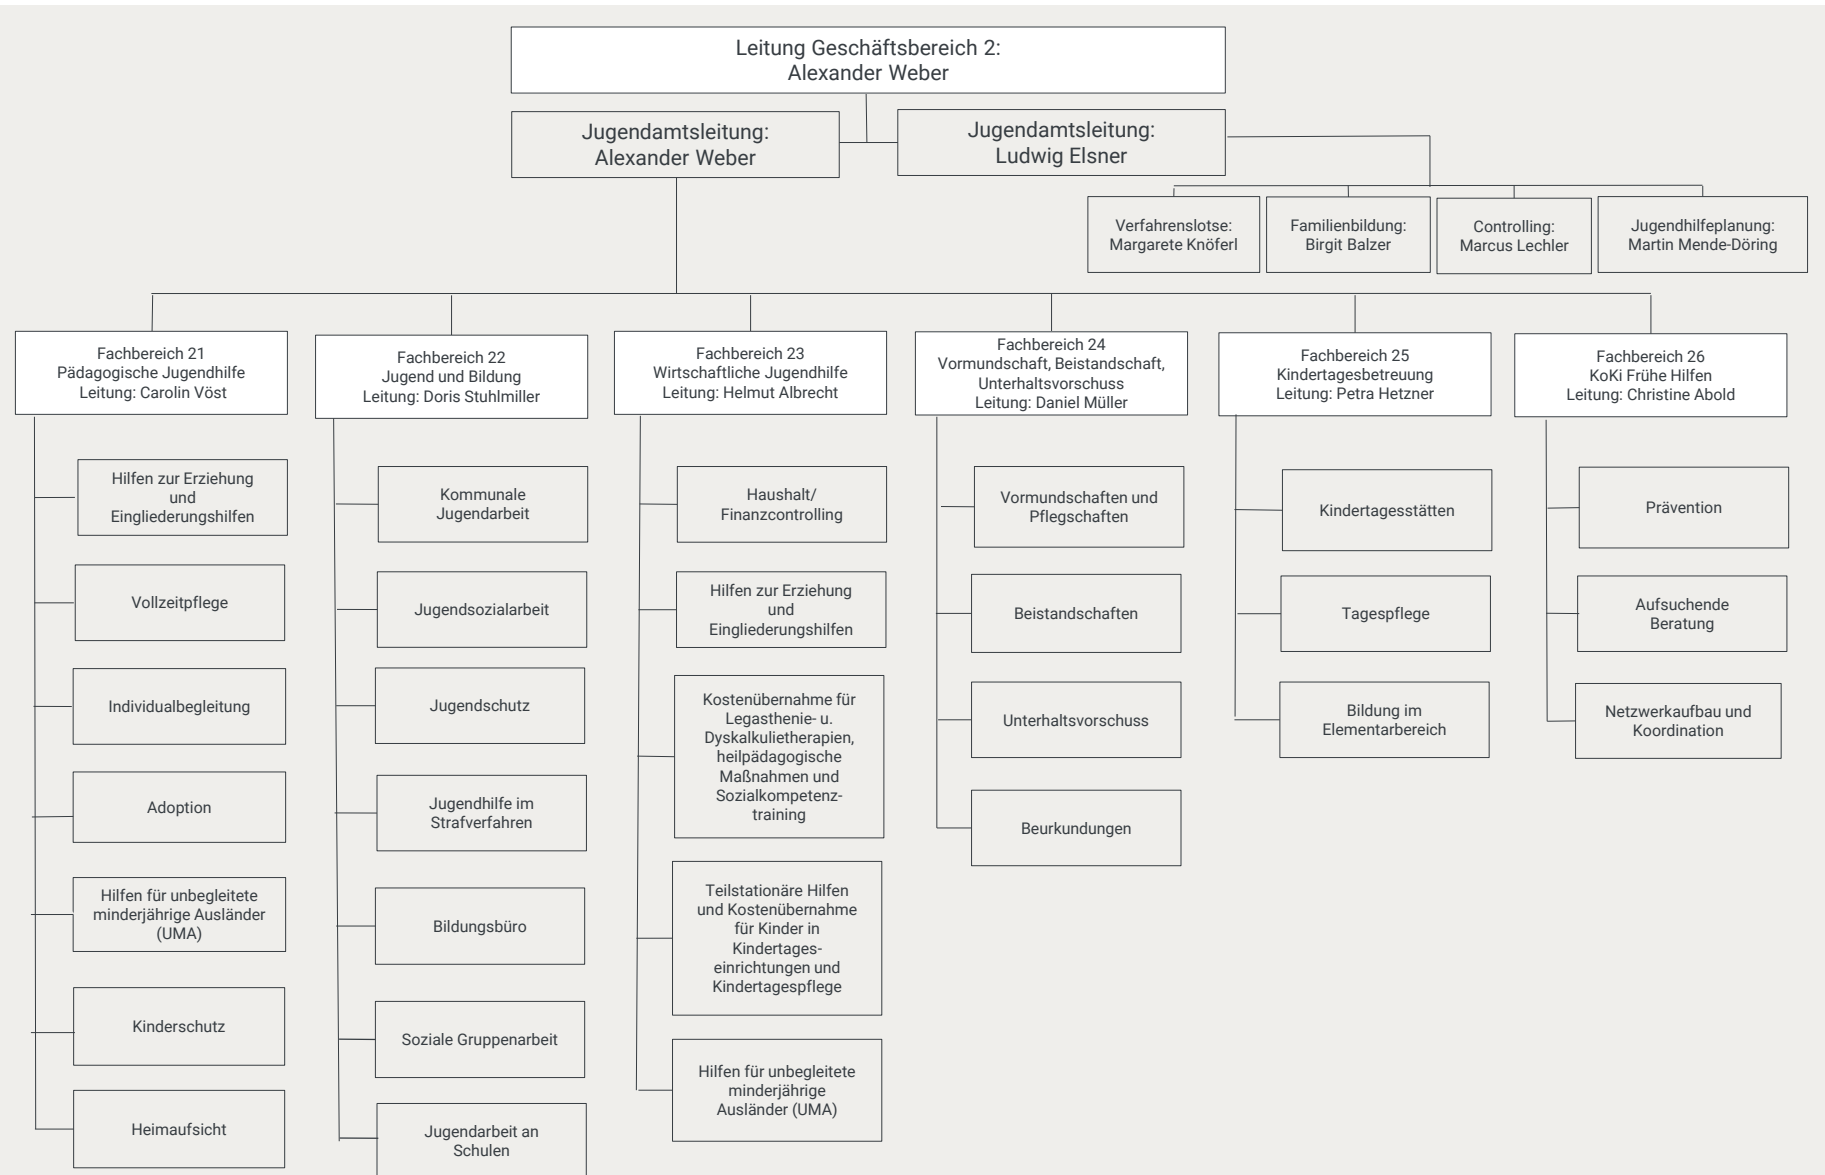 Leitung Geschäftsbereich 2:
Alexander Weber
Jugendamtsleitung:
Alexander Weber
Jugendamtsleitung:
Ludwig Elsner
Verfahrenslotse:
Margarete Knöferl
Familienbildung:
Birgit Balzer
Controlling:
Marcus Lechler
Jugendhilfeplanung:
Martin Mende-Döring
Fachbereich 21
Pädagogische Jugendhilfe
Leitung: Carolin Vöst
Hilfen zur Erziehung
und
Eingliederungshilfen
Vollzeitpflege
Individualbegleitung
Adoption
Hilfen für unbegleitete
minderjährige Ausländer
(UMA)
Kinderschutz
Heimaufsicht
Fachbereich 22
Jugend und Bildung
Leitung: Doris Stuhlmiller
Kommunale
Jugendarbeit
Jugendsozialarbeit
Jugendschutz
Jugendhilfe im
Strafverfahren
Bildungsbüro
Soziale Gruppenarbeit
Jugendarbeit an
Schulen
Fachbereich 23
Wirtschaftliche Jugendhilfe
Leitung: Helmut Albrecht
Haushalt/
Finanzcontrolling
Hilfen zur Erziehung
und
Eingliederungshilfen
Kostenübernahme für
Legasthenie- u.
Dyskalkulietherapien,
heilpädagogische
Maßnahmen und
Sozialkompetenz-
training
Teilstationäre Hilfen
und Kostenübernahme
für Kinder in
Kindertages-
einrichtungen und
Kindertagespflege
Hilfen für unbegleitete
minderjährige
Ausländer (UMA)
Fachbereich 24
Vormundschaft, Beistandschaft,
Unterhaltsvorschuss
Leitung: Daniel Müller
Vormundschaften und
Pflegschaften
Beistandschaften
Unterhaltsvorschuss
Beurkundungen
Fachbereich 25
Kindertagesbetreuung
Leitung: Petra Hetzner
Kindertagesstätten
Tagespflege
Bildung im
Elementarbereich
Fachbereich 26
KoKi Frühe Hilfen
Leitung: Christine Abold
Prävention
Aufsuchende
Beratung
Netzwerkaufbau und
Koordination